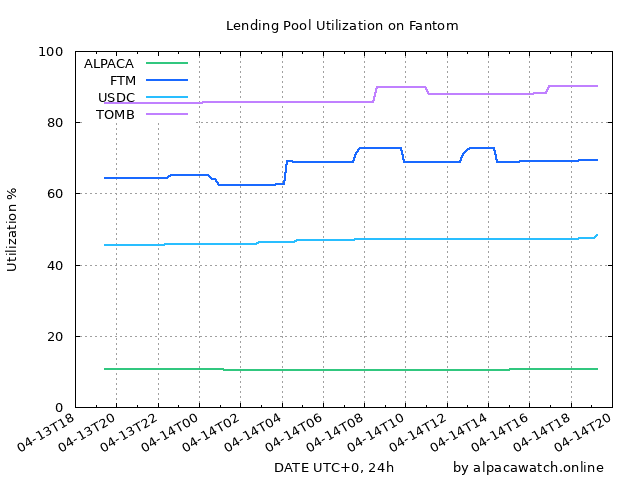 Lending Pool Utilization on Fantom
100
80
60
40
20
0
Utilization %
ALPACA
FTM
USDC
TOMB
04-13T18
04-13T20
04-13T22
04-14T00
04-14T02
04-14T04
04-14T06
04-14T08
04-14T10
04-14T12
04-14T14
04-14T16
04-14T18
04-14T20
DATE UTC+0, 24h
by alpacawatch.online